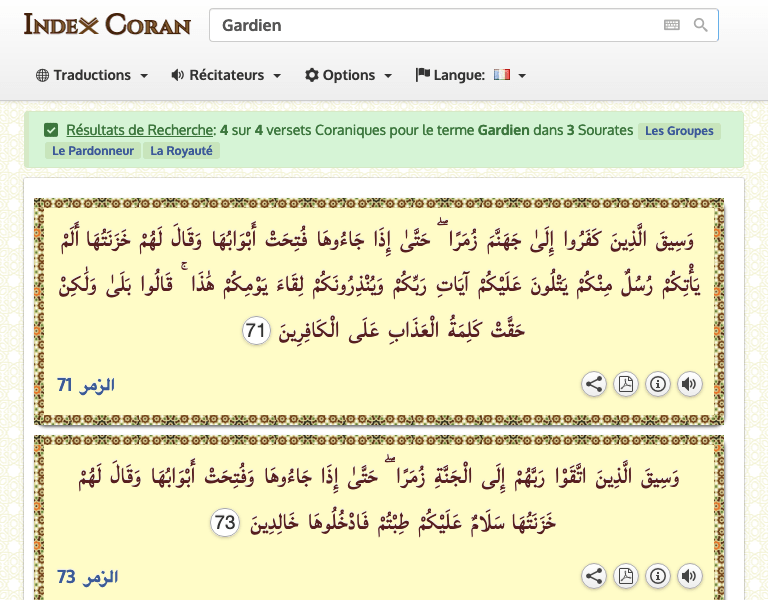 Index Coran
Gardien
Traductions Récitateurs Options Langue:
Résultats de Recherche: 4 sur 4 versets Coraniques pour le terme Gardien dans 3 Sourates Les Groupes
Le Pardonneur La Royauté
وَسِيقَ الَّذِينَ كَفَرُوا إِلَىٰ جَهَنَّمَ زُمَرًا ۖ حَتَّىٰ إِذَا جَاءُوهَا فُتِحَتْ أَبْوَابُهَا وَقَالَ لَهُمْ خَزَنَتُهَا أَلَمْ
يَأْتِكُمْ رُسُلٌ مِنْكُمْ يَتْلُونَ عَلَيْكُمْ آيَاتِ رَبِّكُمْ وَيُنْذِرُونَكُمْ لِقَاءَ يَوْمِكُمْ هَٰذَا ۚ قَالُوا بَلَىٰ وَلَٰكِنْ
حَقَّتْ كَلِمَةُ الْعَذَابِ عَلَى الْكَافِرِينَ 71
الزمر 71
وَسِيقَ الَّذِينَ اتَّقَوْا رَبَّهُمْ إِلَى الْجَنَّةِ زُمَرًا ۖ حَتَّىٰ إِذَا جَاءُوهَا وَفُتِحَتْ أَبْوَابُهَا وَقَالَ لَهُمْ
خَزَنَتُهَا سَلَامٌ عَلَيْكُمْ طِبْتُمْ فَادْخُلُوهَا خَالِدِينَ 73
الزمر 73